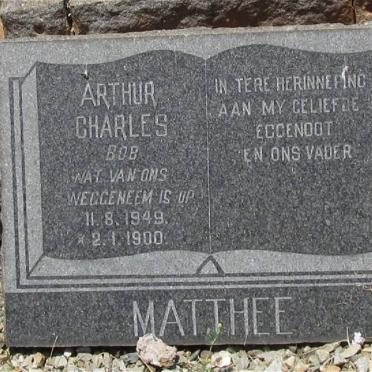 ARTHUR
CHARLES
BOB
WAT VAN ONS
WEGGENEEM IS OP
11.8.1949.
* 2.1.1900.
IN TERE HERINNERING
AAN MY GELIEFDE
EGGENOOT
EN ONS VADER
MATTHEE